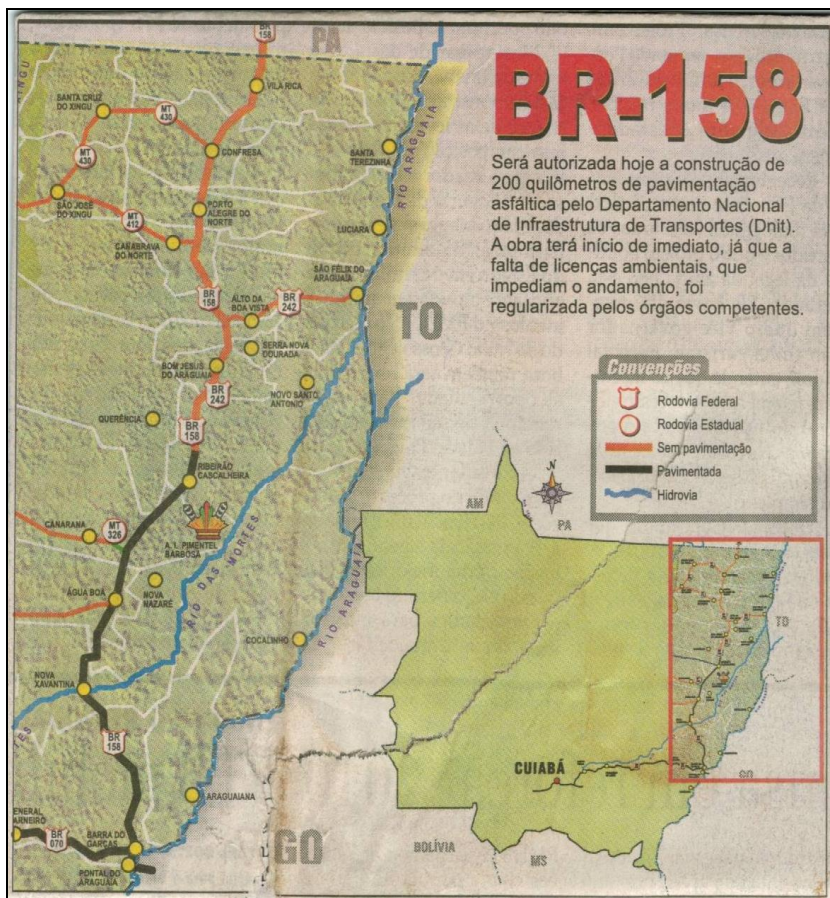 BR-158
Será autorizada hoje a construção de
200 quilômetros de pavimentação
asfáltica pelo Departamento Nacional
de Infraestrutura de Transportes (Dnit).
A obra terá início de imediato, já que a
falta de licenças ambientais, que
impediam o andamento, foi
regularizada pelos órgãos competentes.
Convenções
Rodovia Federal
Rodovia Estadual
Sem pavimentação
Pavimentada
Hidrovia
BR
158
PA
XINGU
VILA RICA
SANTA CRUZ
DO XINGU
MT
430
CONFRESA
SANTA
TEREZINHA
RIO ARAGUAIA
MT
430
SÃO JOSÉ
DO XINGU
PORTO
ALEGRE DO
NORTE
MT
412
LUCIARA
CANABRAVA
DO NORTE
SÃO FÉLIX DO
ARAGUAIA
BR
158
ALTO DA
BOA VISTA
BR
242
TO
SERRA NOVA
DOURADA
BOM JESUS
DO ARAGUAIA
BR
242
NOVO SANTO
ANTONIO
QUERÊNCIA
BR
158
RIBEIRÃO
CASCALHEIRA
CANARANA
MT
326
A. I. PIMENTEL
BARBOSA
RIO DAS MORTES
ÁGUA BOA
NOVA
NAZARÉ
RIO ARAGUAIA
COCALINHO
NOVA
XAVANTINA
RTES
BR
158
ARAGUAIANA
ENERAL
ARNEIRO
BR
070
BARRA DO
GARÇAS
PONTAL DO
ARAGUAIA
GO
N
AM
PA
TO
GO
CUIABÁ
BOLÍVIA
MS